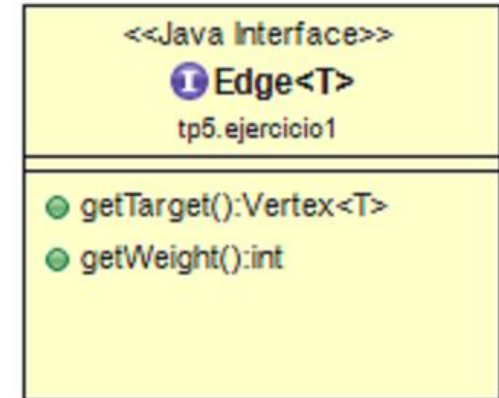 <<Java Interface>>
I Edge<T>
tp5.ejercicio1
getTarget():Vertex<T>
getWeight():int